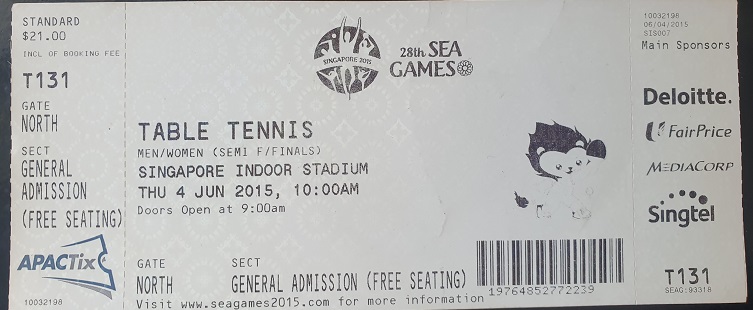 STANDARD
$21.00
INCL OF BOOKING FEE
T131
GATE
NORTH
SECT
GENERAL
ADMISSION
(FREE SEATING)
APACTix
10032198
SINGAPORE 2015
28th SEA
GAMES
TABLE TENNIS
MEN/WOMEN (SEMI F/FINALS)
SINGAPORE INDOOR STADIUM
THU 4 JUN 2015, 10:00AM
Doors Open at 9:00am
GATE SECT
NORTH GENERAL ADMISSION (FREE SEATING)
Visit www.seagames2015.com for more information
19764852772239
10032198
06/04/2015
SIS007
Main Sponsors
Deloitte.
FairPrice
MEDIACORP
Singtel
T131
SEAG:93318